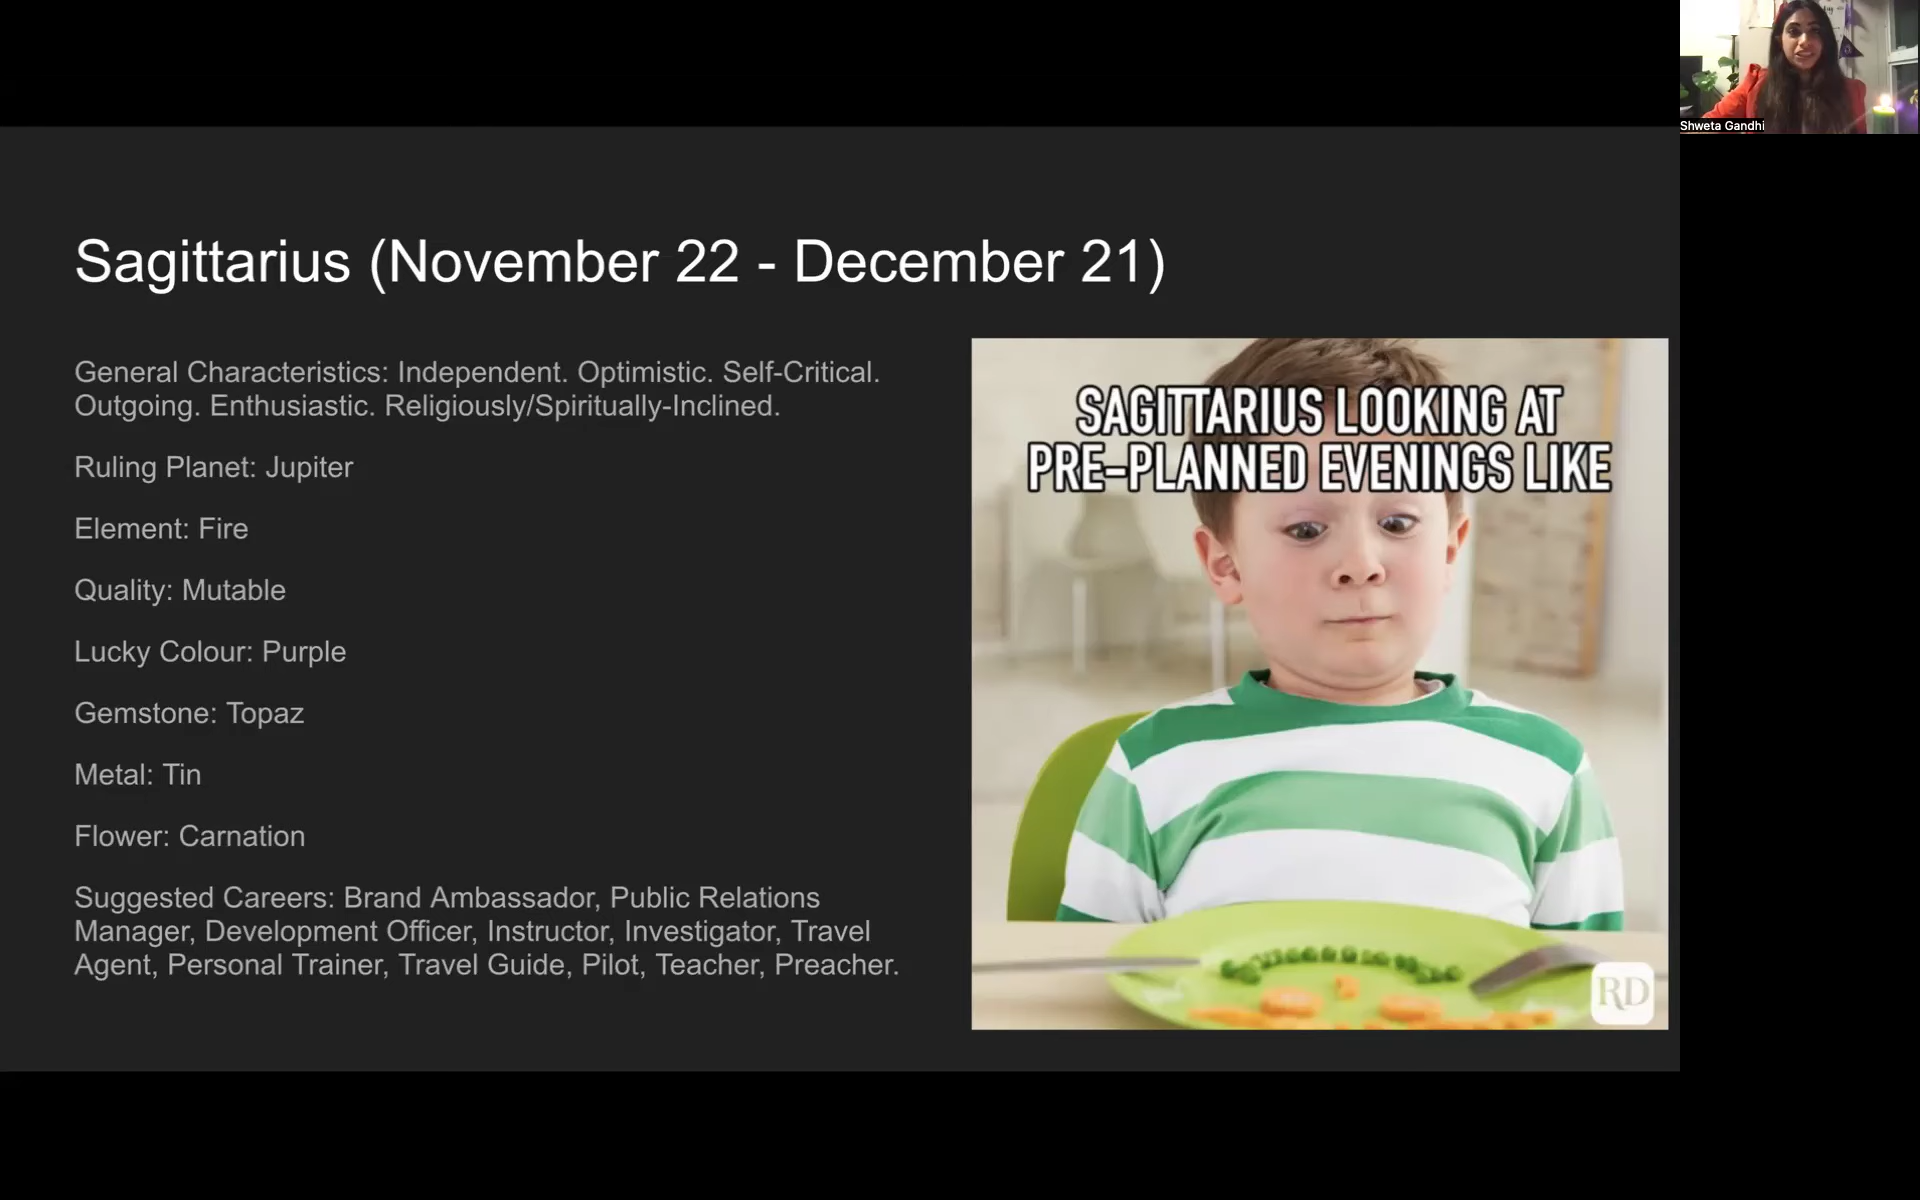 Shweta Gandhi
Sagittarius (November 22 - December 21)
General Characteristics: Independent. Optimistic. Self-Critical.
Outgoing. Enthusiastic. Religiously/Spiritually-Inclined.
Ruling Planet: Jupiter
Element: Fire
Quality: Mutable
Lucky Colour: Purple
Gemstone: Topaz
Metal: Tin
Flower: Carnation
Suggested Careers: Brand Ambassador, Public Relations
Manager, Development Officer, Instructor, Investigator, Travel
Agent, Personal Trainer, Travel Guide, Pilot, Teacher, Preacher.
SAGITTARIUS LOOKING AT
PRE-PLANNED EVENINGS LIKE
RD